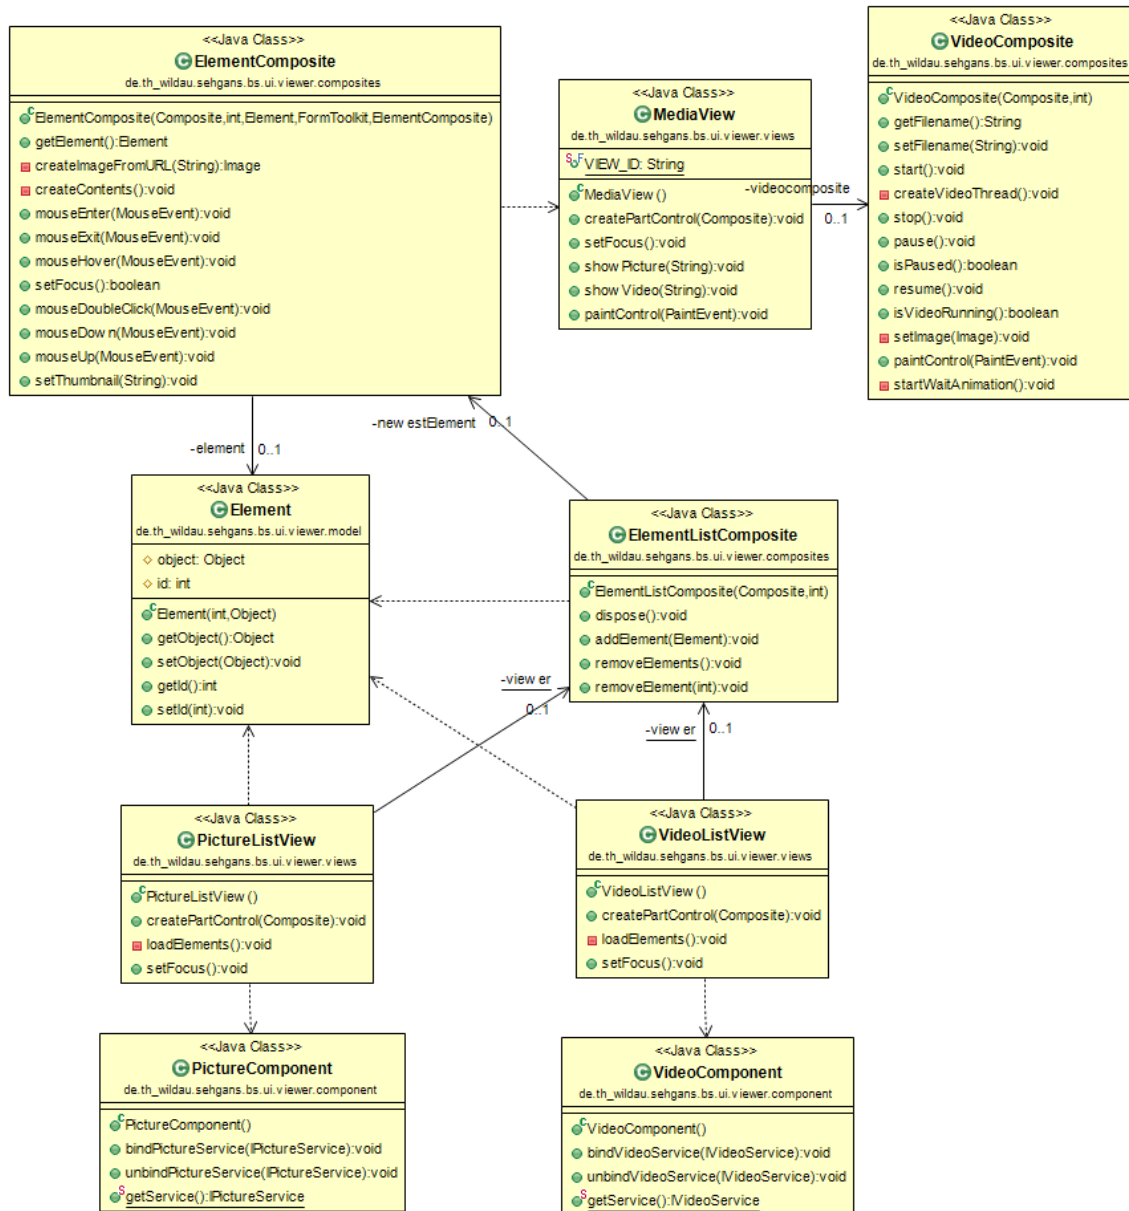 <<Java Class>>
ElementComposite
de.th_wildau.sehgans.bs.ui.viewer.composites
ElementComposite(Composite,int,Element,FormToolkit,ElementComposite)
getElement():Element
createImageFromURL(String):Image
createContents():void
mouseEnter(MouseEvent):void
mouseExit(MouseEvent):void
mouseHover(MouseEvent):void
setFocus():boolean
mouseDoubleClick(MouseEvent):void
mouseDown(MouseEvent):void
mouseUp(MouseEvent):void
setThumbnail(String):void
<<Java Class>>
MediaView
de.th_wildau.sehgans.bs.ui.viewer.views
VIEW_ID: String
MediaView()
createPartControl(Composite):void
setFocus():void
showPicture(String):void
showVideo(String):void
paintControl(PaintEvent):void
-videocomposite
0..1
<<Java Class>>
VideoComposite
de.th_wildau.sehgans.bs.ui.viewer.composites
VideoComposite(Composite,int)
getFilename():String
setFilename(String):void
start():void
createVideoThread():void
stop():void
pause():void
isPaused():boolean
resume():void
isVideoRunning():boolean
setImage(Image):void
paintControl(PaintEvent):void
startWaitAnimation():void
-element 0..1
-newestElement 0..1
<<Java Class>>
Element
de.th_wildau.sehgans.bs.ui.viewer.model
object: Object
id: int
Element(int,Object)
getObject():Object
setObject(Object):void
getId():int
setId(int):void
<<Java Class>>
ElementListComposite
de.th_wildau.sehgans.bs.ui.viewer.composites
ElementListComposite(Composite,int)
dispose():void
addElement(Element):void
removeElements():void
removeElement(int):void
-viewer
0..1
-viewer 0..1
<<Java Class>>
PictureListView
de.th_wildau.sehgans.bs.ui.viewer.views
PictureListView()
createPartControl(Composite):void
loadElements():void
setFocus():void
<<Java Class>>
VideoListView
de.th_wildau.sehgans.bs.ui.viewer.views
VideoListView()
createPartControl(Composite):void
loadElements():void
setFocus():void
<<Java Class>>
PictureComponent
de.th_wildau.sehgans.bs.ui.viewer.component
PictureComponent()
bindPictureService(IPictureService):void
unbindPictureService(IPictureService):void
getService():IPictureService
<<Java Class>>
VideoComponent
de.th_wildau.sehgans.bs.ui.viewer.component
VideoComponent()
bindVideoService(IVideoService):void
unbindVideoService(IVideoService):void
getService():IVideoService